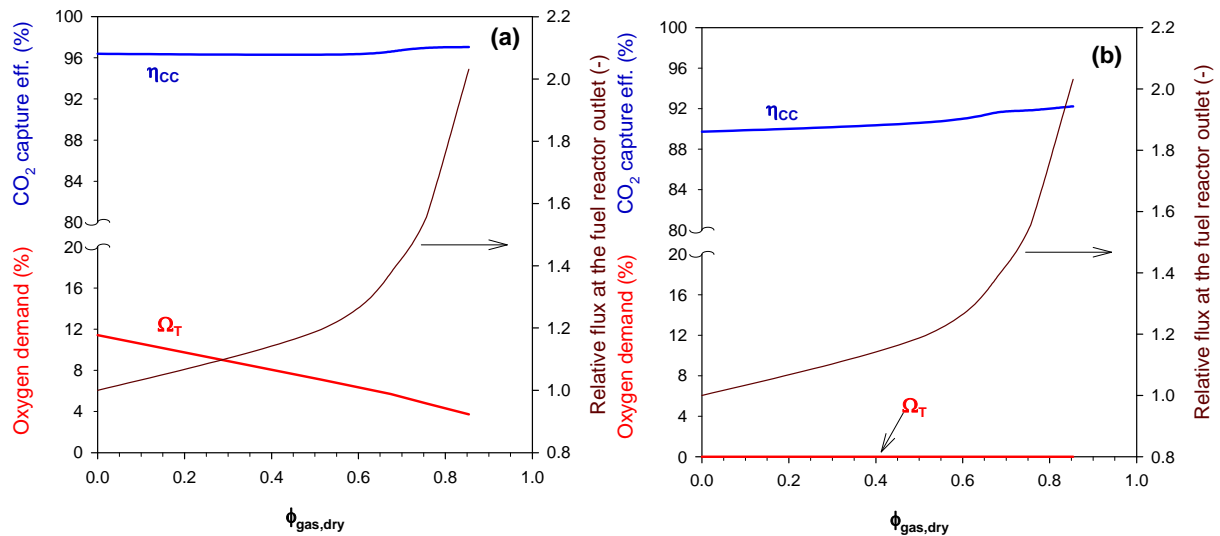 (a)
CO₂ capture eff. (%)
Oxygen demand (%)
100
96
92
88
84
80
20
16
12
8
4
0
ηCC
ΩT
2.2
2.0
1.8
1.6
1.4
1.2
1.0
0.8
Relative flux at the fuel reactor outlet (-)
0.0 0.2 0.4 0.6 0.8 1.0
ϕgas,dry
(b)
CO₂ capture eff. (%)
Oxygen demand (%)
100
96
92
88
84
80
20
16
12
8
4
0
ηCC
ΩT
2.2
2.0
1.8
1.6
1.4
1.2
1.0
0.8
Relative flux at the fuel reactor outlet (-)
0.0 0.2 0.4 0.6 0.8 1.0
ϕgas,dry